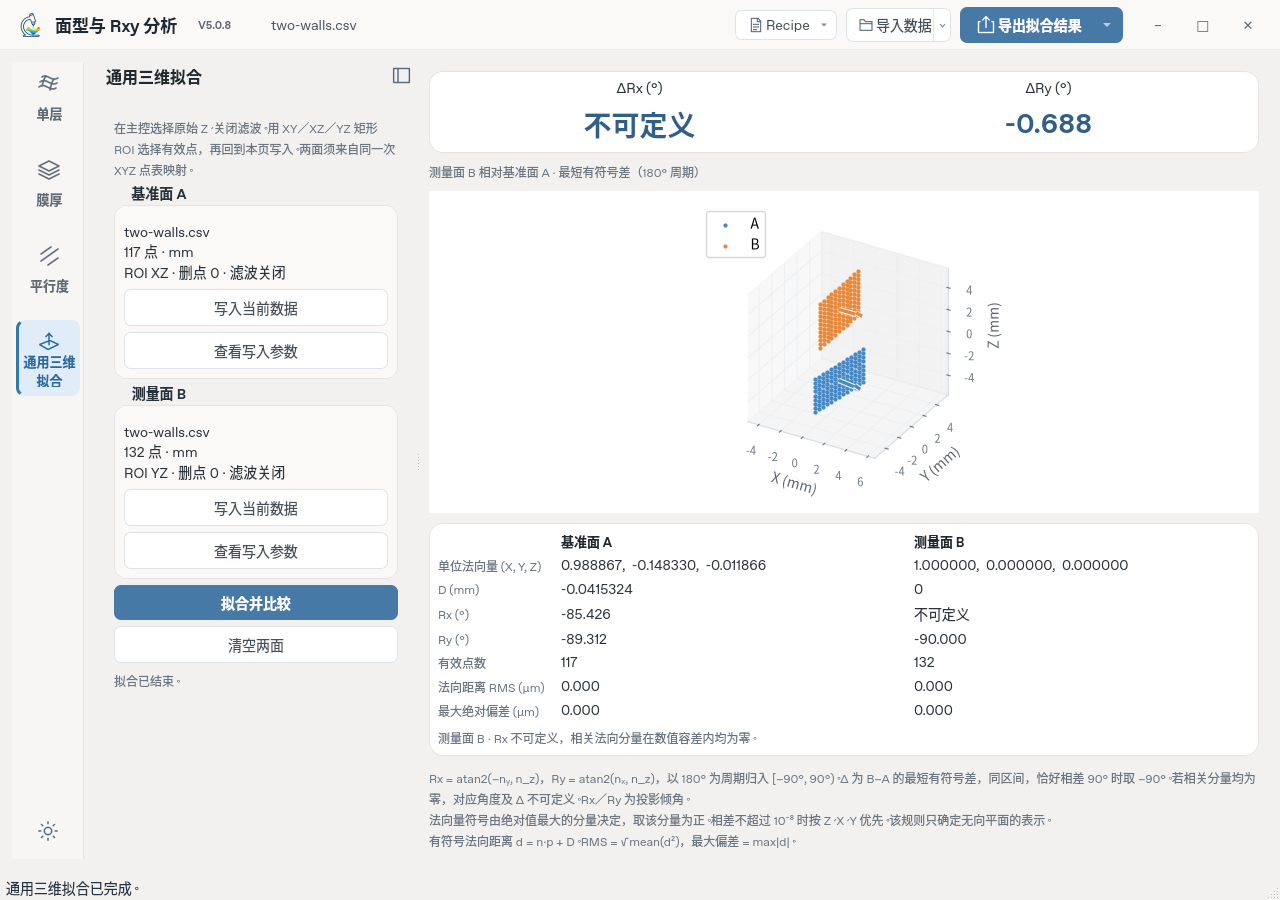 面型与 Rxy 分析
V5.0.8
two-walls.csv
Recipe
导入数据
导出拟合结果
单层
膜厚
平行度
通用三维
拟合
通用三维拟合
在主控选择原始 Z，关闭滤波。用 XY／XZ／YZ 矩形
ROI 选择有效点，再回到本页写入。两面须来自同一次
XYZ 点表映射。
基准面 A
two-walls.csv
117 点 · mm
ROI XZ · 删点 0 · 滤波关闭
写入当前数据
查看写入参数
测量面 B
two-walls.csv
132 点 · mm
ROI YZ · 删点 0 · 滤波关闭
写入当前数据
查看写入参数
拟合并比较
清空两面
拟合已结束。
ΔRx (°)
不可定义
ΔRy (°)
-0.688
测量面 B 相对基准面 A · 最短有符号差（180° 周期）
A
B
4
2
0
-2
-4
Z (mm)
-4
-2
0
2
4
6
X (mm)
-4
-2
0
2
4
Y (mm)
基准面 A 测量面 B
单位法向量 (X, Y, Z) 0.988867, -0.148330, -0.011866 1.000000, 0.000000, 0.000000
D (mm) -0.0415324 0
Rx (°) -85.426 不可定义
Ry (°) -89.312 -90.000
有效点数 117 132
法向距离 RMS (μm) 0.000 0.000
最大绝对偏差 (μm) 0.000 0.000
测量面 B · Rx 不可定义，相关法向分量在数值容差内均为零。
Rx = atan2(−nᵧ, n_z)，Ry = atan2(nₓ, n_z)，以 180° 为周期归入 [−90°, 90°)。Δ 为 B−A 的最短有符号差，同区间，恰好相差 90° 时取 −90°。若相关分量均为
零，对应角度及 Δ 不可定义。Rx／Ry 为投影倾角。
法向量符号由绝对值最大的分量决定，取该分量为正。相差不超过 10⁻⁸ 时按 Z、X、Y 优先。该规则只确定无向平面的表示。
有符号法向距离 d = n·p + D。RMS = √mean(d²)，最大偏差 = max|d|。
通用三维拟合已完成。